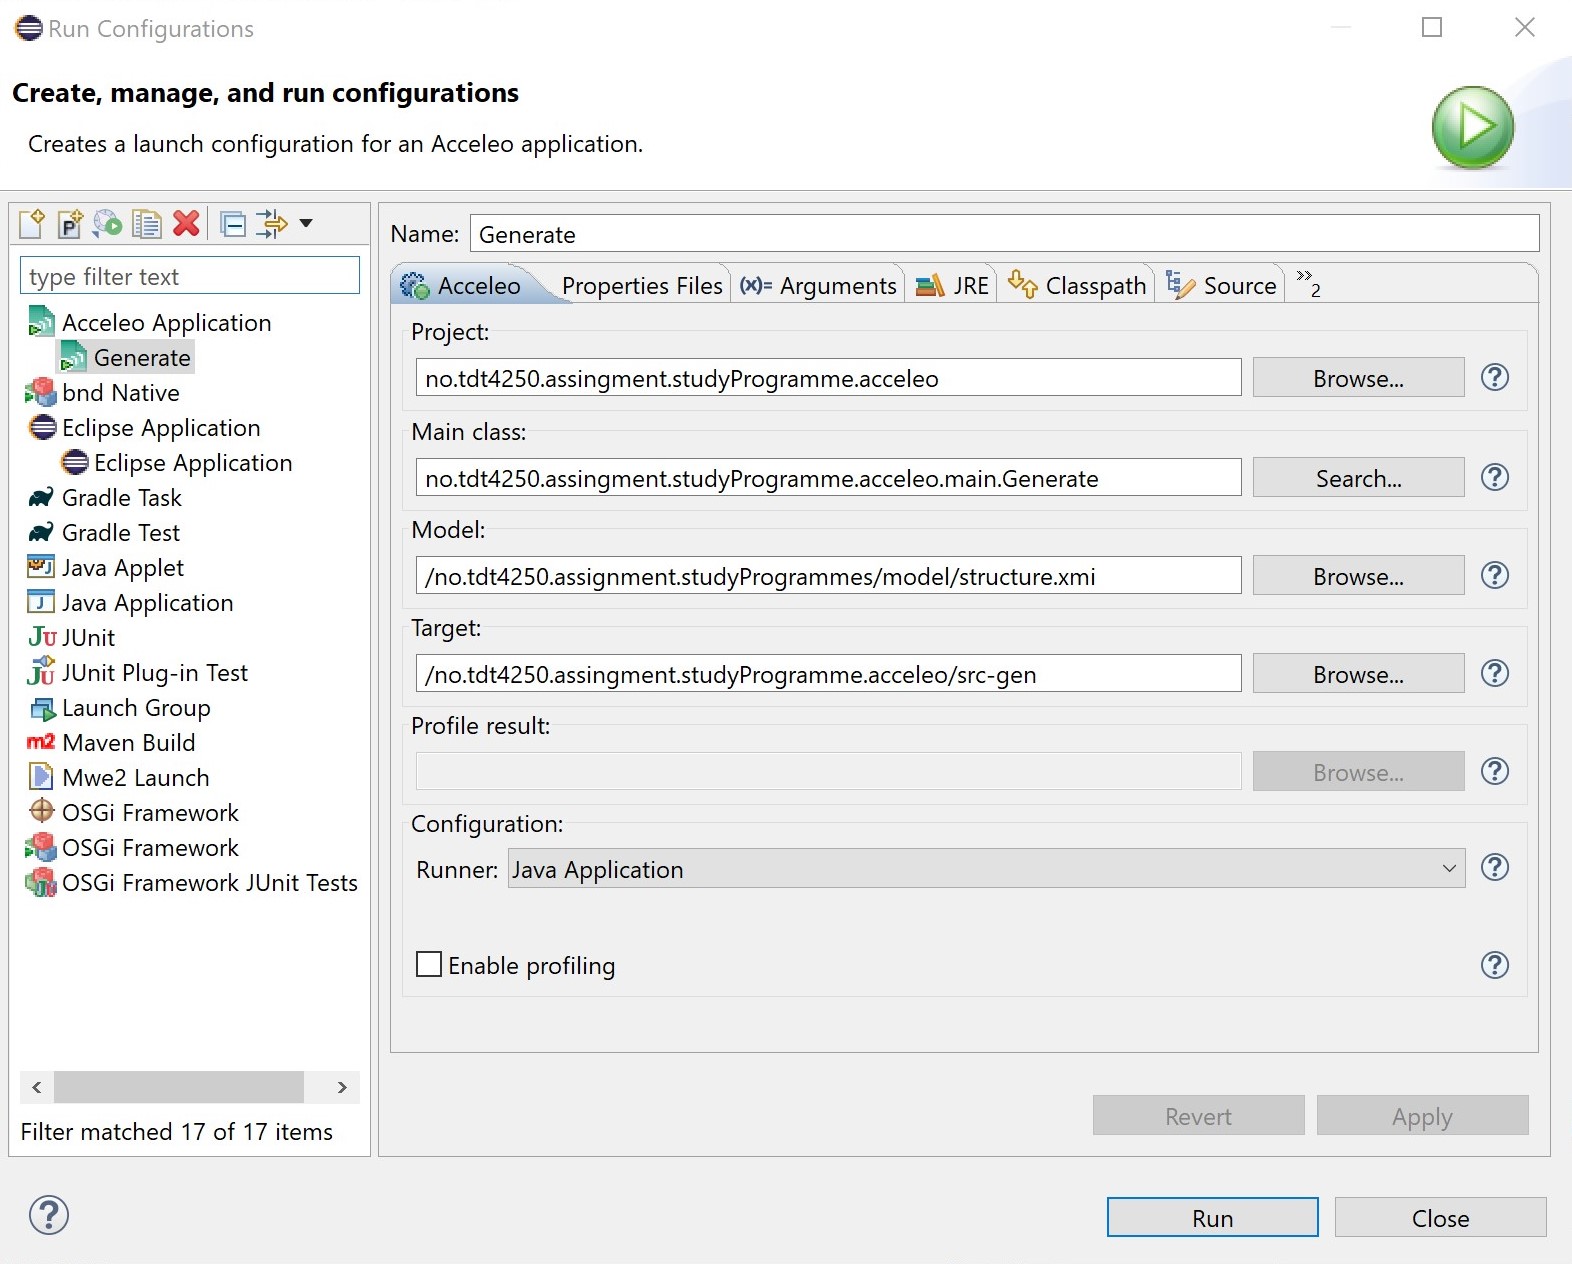 Run Configurations
Create, manage, and run configurations
Creates a launch configuration for an Acceleo application.
type filter text
Acceleo Application
Generate
bnd Native
Eclipse Application
Eclipse Application
Gradle Task
Gradle Test
Java Applet
Java Application
JUnit
JUnit Plug-in Test
Launch Group
m2 Maven Build
Mwe2 Launch
OSGi Framework
OSGi Framework
OSGi Framework JUnit Tests
Filter matched 17 of 17 items
Name: Generate
Acceleo Properties Files (x)= Arguments JRE Classpath Source »2
Project:
no.tdt4250.assingment.studyProgramme.acceleo Browse...
Main class:
no.tdt4250.assingment.studyProgramme.acceleo.main.Generate Search...
Model:
/no.tdt4250.assignment.studyProgrammes/model/structure.xmi Browse...
Target:
/no.tdt4250.assingment.studyProgramme.acceleo/src-gen Browse...
Profile result:
Browse...
Configuration:
Runner: Java Application
Enable profiling
Revert Apply
Run Close